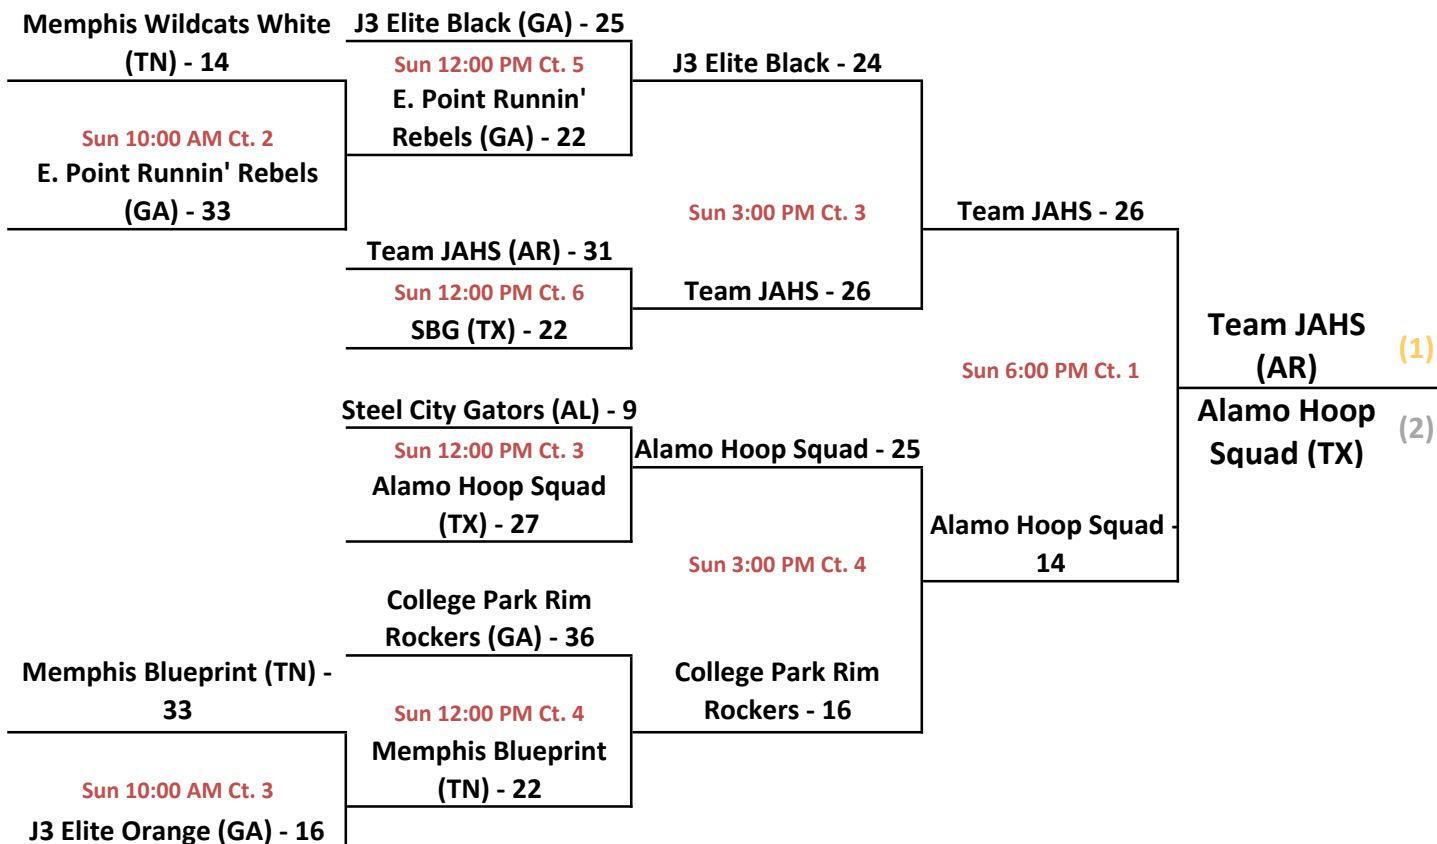 Memphis Wildcats White
(TN) - 14
Sun 10:00 AM Ct. 2
E. Point Runnin' Rebels
(GA) - 33
Memphis Blueprint (TN) -
33
Sun 10:00 AM Ct. 3
J3 Elite Orange (GA) - 16
J3 Elite Black (GA) - 25
Sun 12:00 PM Ct. 5
E. Point Runnin'
Rebels (GA) - 22
Team JAHS (AR) - 31
Sun 12:00 PM Ct. 6
SBG (TX) - 22
Steel City Gators (AL) - 9
Sun 12:00 PM Ct. 3
Alamo Hoop Squad
(TX) - 27
College Park Rim
Rockers (GA) - 36
Sun 12:00 PM Ct. 4
Memphis Blueprint
(TN) - 22
J3 Elite Black - 24
Sun 3:00 PM Ct. 3
Team JAHS - 26
Alamo Hoop Squad - 25
Sun 3:00 PM Ct. 4
College Park Rim
Rockers - 16
Team JAHS - 26
Sun 6:00 PM Ct. 1
Alamo Hoop Squad -
14
Team JAHS
(AR)
(1)
Alamo Hoop
Squad (TX)
(2)